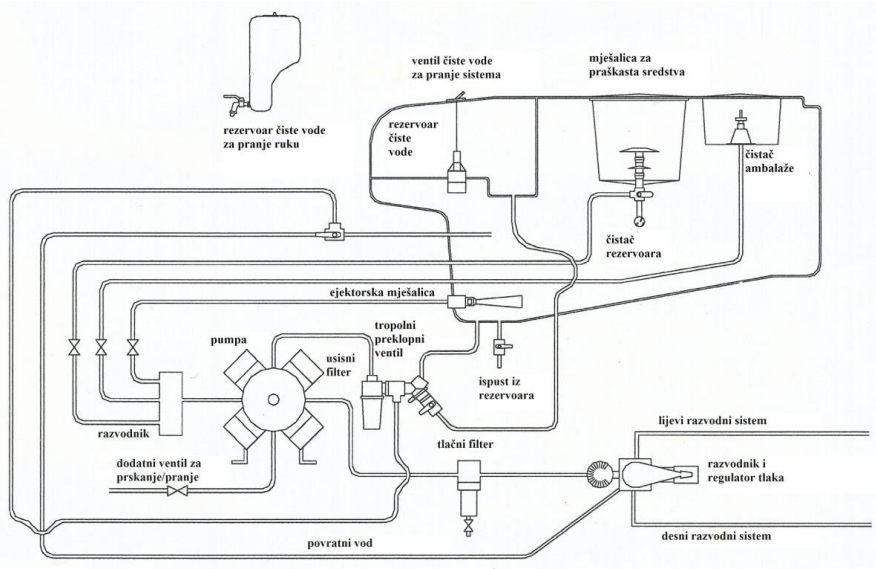 ventil čiste vode
za pranje sistema
mješalica za
praškasta sredstva
rezervoar čiste vode
za pranje ruku
rezervoar
čiste
vode
čistač
ambalaže
čistač
rezervoara
ejektorska mješalica
tropolni
preklopni
ventil
pumpa
usisni
filter
ispust iz
rezervoara
razvodnik
tlačni filter
lijevi razvodni sistem
dodatni ventil za
prskanje/pranje
razvodnik i
regulator tlaka
povratni vod
desni razvodni sistem